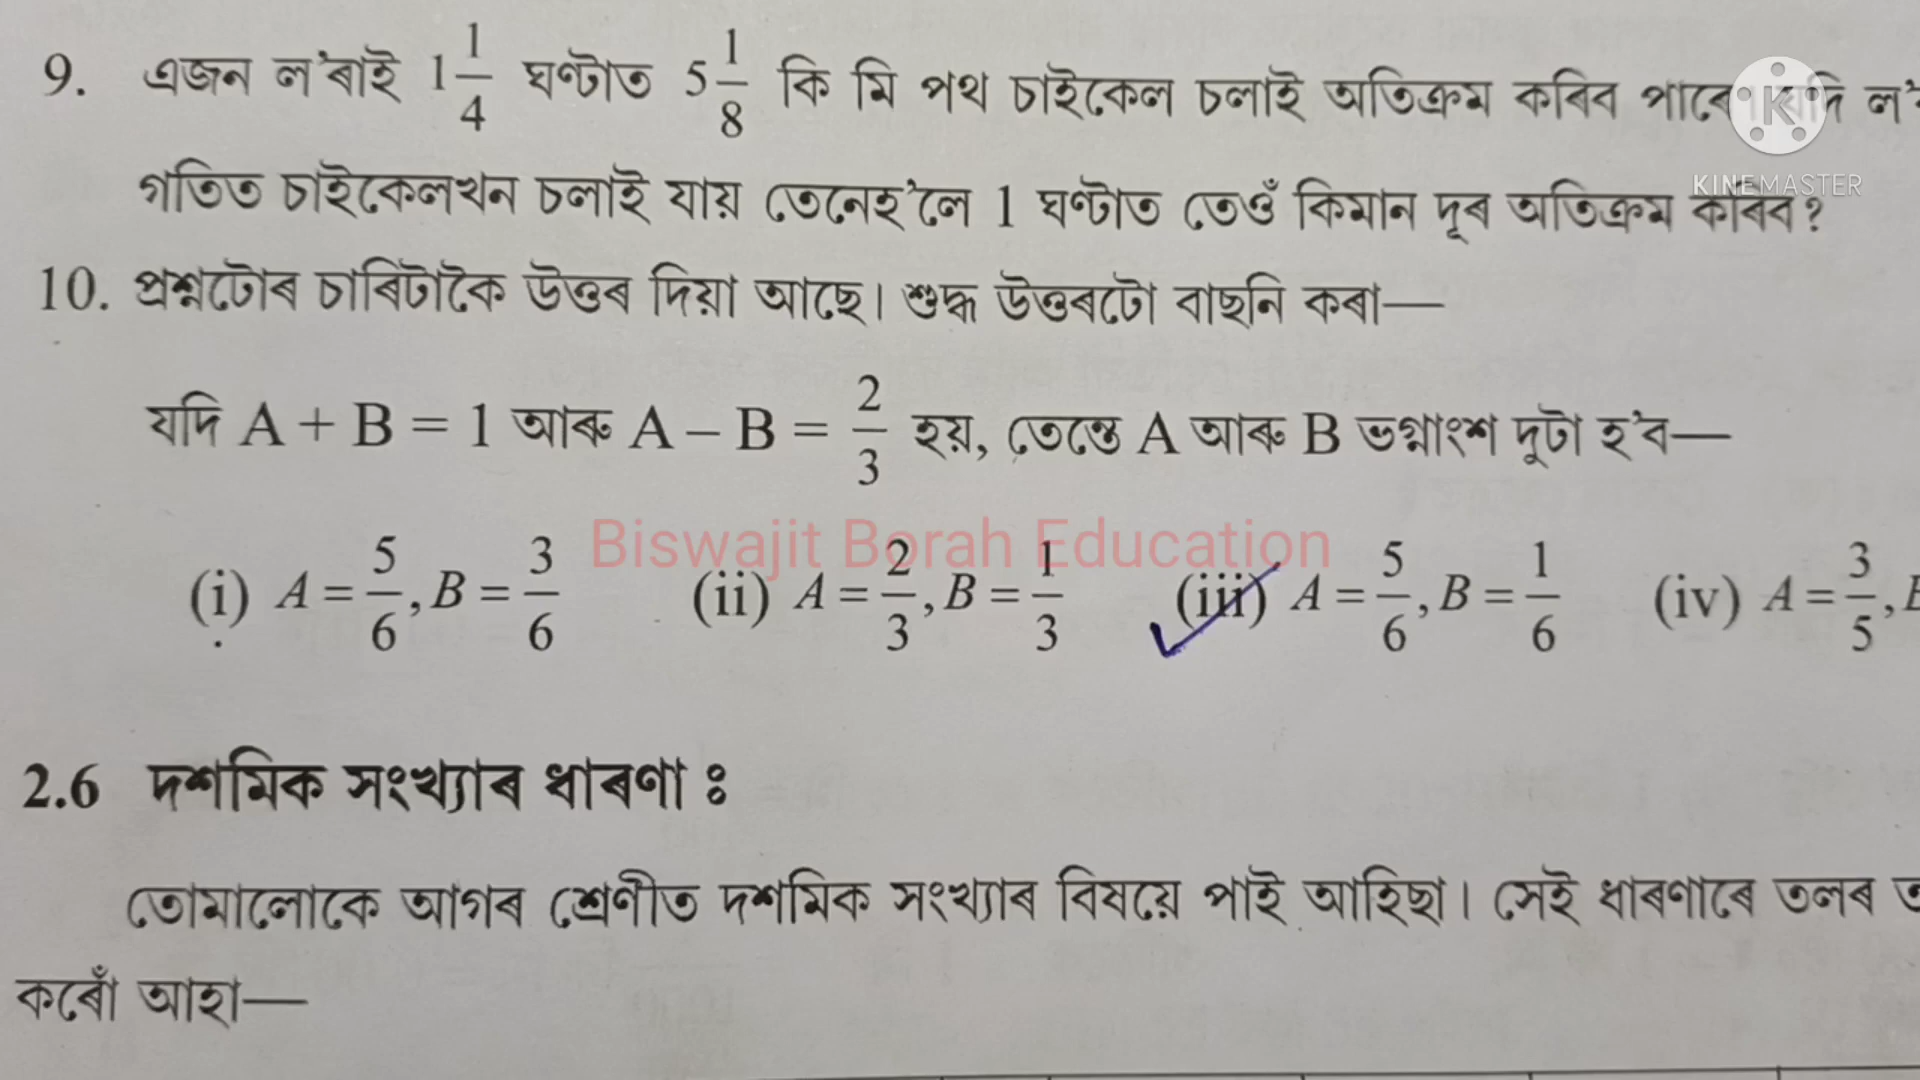 9. এজন ল'ৰাই 1 1/4 ঘণ্টাত 5 1/8 কি মি পথ চাইকেল চলাই অতিক্ৰম কৰিব পাৰে। যদি
গতিত চাইকেলখন চলাই যায় তেনেহ'লে 1 ঘণ্টাত তেওঁ কিমান দূৰ অতিক্ৰম কৰিব?
KINEMASTER
10. প্ৰশ্নটোৰ চাৰিটাকৈ উত্তৰ দিয়া আছে। শুদ্ধ উত্তৰটো বাছনি কৰা—
যদি A + B = 1 আৰু A – B = 2/3 হয়, তেন্তে A আৰু B ভগ্নাংশ দুটা হ'ব—
Biswajit Borah Education
(i) A = 5/6, B = 3/6 (ii) A = 2/3, B = 1/3 (iii) A = 5/6, B = 1/6 (iv) A = 3/5,
2.6 দশমিক সংখ্যাৰ ধাৰণা :
তোমালোকে আগৰ শ্ৰেণীত দশমিক সংখ্যাৰ বিষয়ে পাই আহিছা। সেই ধাৰণাৰে তলৰ
কৰোঁ আহা—